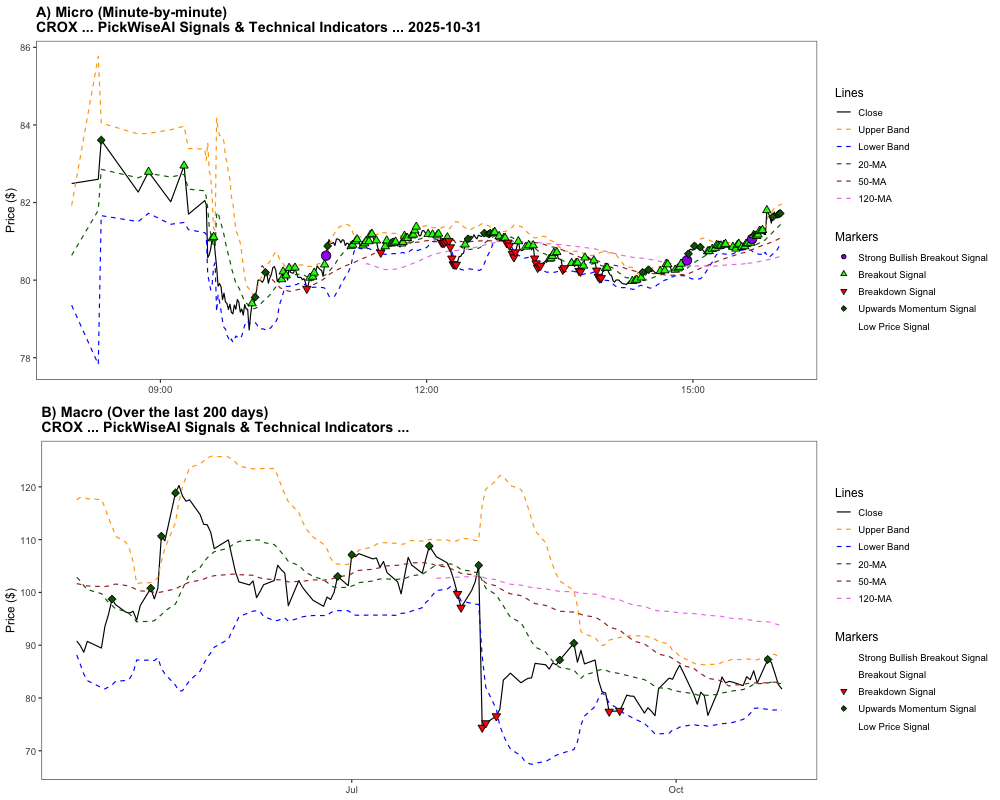 A) Micro (Minute-by-minute)
CROX ... PickWiseAI Signals & Technical Indicators ... 2025-10-31
86
84
82
80
78
Price ($)
09:00
12:00
15:00
Lines
Close
Upper Band
Lower Band
20-MA
50-MA
120-MA
Markers
Strong Bullish Breakout Signal
Breakout Signal
Breakdown Signal
Upwards Momentum Signal
Low Price Signal
B) Macro (Over the last 200 days)
CROX ... PickWiseAI Signals & Technical Indicators ...
120
110
100
90
80
70
Price ($)
Jul
Oct
Lines
Close
Upper Band
Lower Band
20-MA
50-MA
120-MA
Markers
Strong Bullish Breakout Signal
Breakout Signal
Breakdown Signal
Upwards Momentum Signal
Low Price Signal